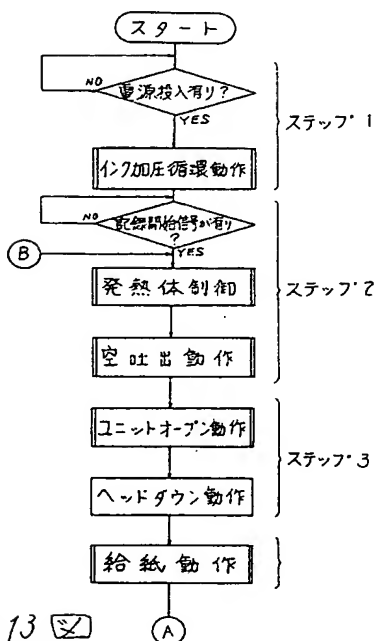 スタート
電源投入有り?
NO
YES
ステップ1
インク加圧循環動作
記録開始信号が有り
?
NO
YES
B
発熱体制御
ステップ2
空吐出動作
ユニットオープン動作
ステップ3
ヘッドダウン動作
給紙動作
13図
A